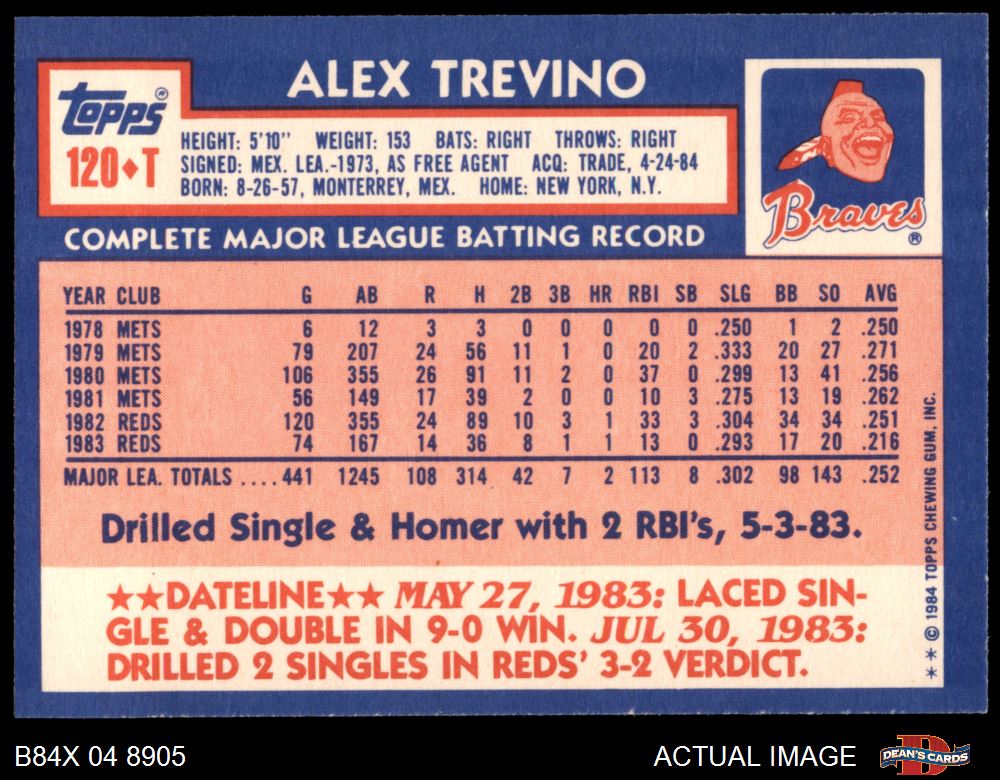 ALEX TREVINO
topps®
120♦T
HEIGHT: 5'10" WEIGHT: 153 BATS: RIGHT THROWS: RIGHT
SIGNED: MEX. LEA.-1973, AS FREE AGENT ACQ: TRADE, 4-24-84
BORN: 8-26-57, MONTERREY, MEX. HOME: NEW YORK, N.Y.
Braves®
COMPLETE MAJOR LEAGUE BATTING RECORD
YEAR CLUB G AB R H 2B 3B HR RBI SB SLG BB SO AVG
1978 METS 6 12 3 3 0 0 0 0 0 .250 1 2 .250
1979 METS 79 207 24 56 11 1 0 20 2 .333 20 27 .271
1980 METS 106 355 26 91 11 2 0 37 0 .299 13 41 .256
1981 METS 56 149 17 39 2 0 0 10 3 .275 13 19 .262
1982 REDS 120 355 24 89 10 3 1 33 3 .304 34 34 .251
1983 REDS 74 167 14 36 8 1 1 13 0 .293 17 20 .216
MAJOR LEA. TOTALS ....441 1245 108 314 42 7 2 113 8 .302 98 143 .252
Drilled Single & Homer with 2 RBI's, 5-3-83.
★★DATELINE★★ MAY 27, 1983: LACED SIN-
GLE & DOUBLE IN 9-0 WIN. JUL 30, 1983:
DRILLED 2 SINGLES IN REDS' 3-2 VERDICT.
** © 1984 TOPPS CHEWING GUM, INC.
B84X 04 8905
ACTUAL IMAGE
D
DEAN'S CARDS